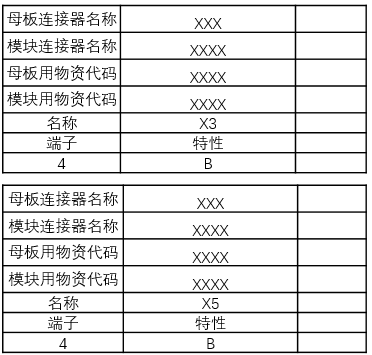 母板连接器名称 XXX
模块连接器名称 XXXX
母板用物资代码 XXXX
模块用物资代码 XXXX
名称 X3
端子 特性
4 B
母板连接器名称 XXX
模块连接器名称 XXXX
母板用物资代码 XXXX
模块用物资代码 XXXX
名称 X5
端子 特性
4 B